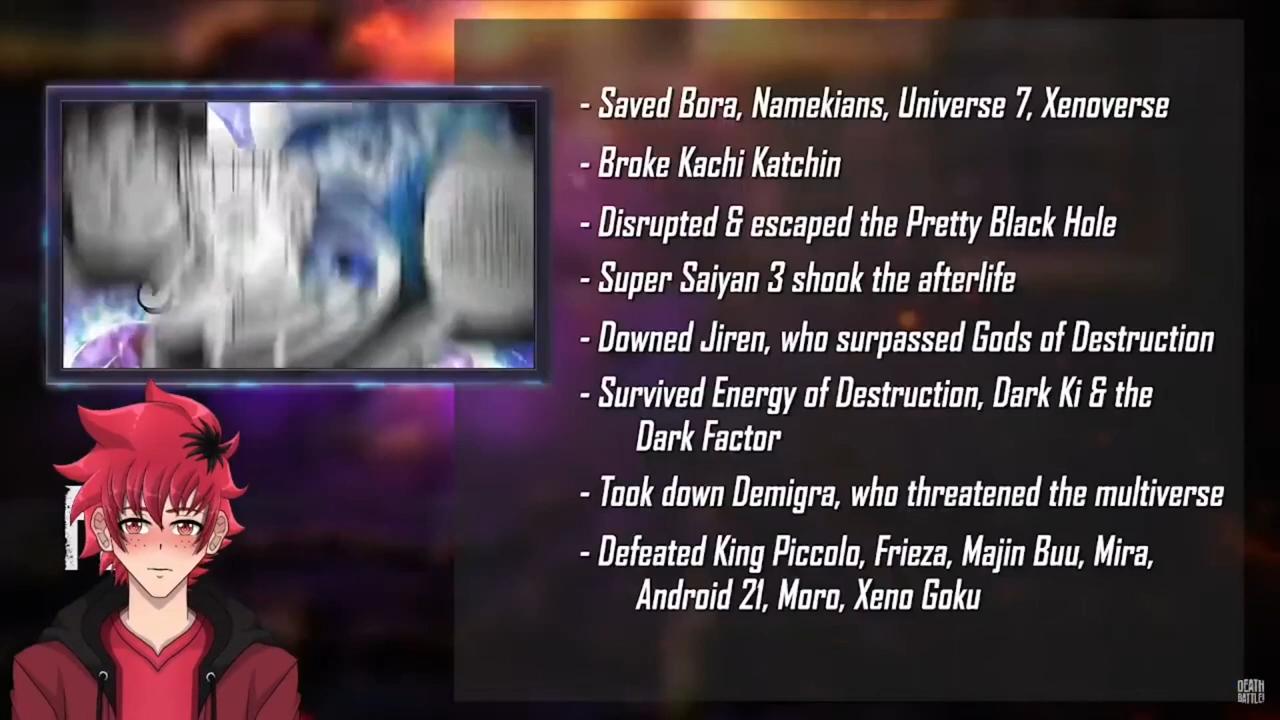 - Saved Bora, Namekians, Universe 7, Xenoverse
- Broke Kachi Katchin
- Disrupted & escaped the Pretty Black Hole
- Super Saiyan 3 shook the afterlife
- Downed Jiren, who surpassed Gods of Destruction
- Survived Energy of Destruction, Dark Ki & the
Dark Factor
- Took down Demigra, who threatened the multiverse
- Defeated King Piccolo, Frieza, Majin Buu, Mira,
Android 21, Moro, Xeno Goku
DEATH
BATTLE!